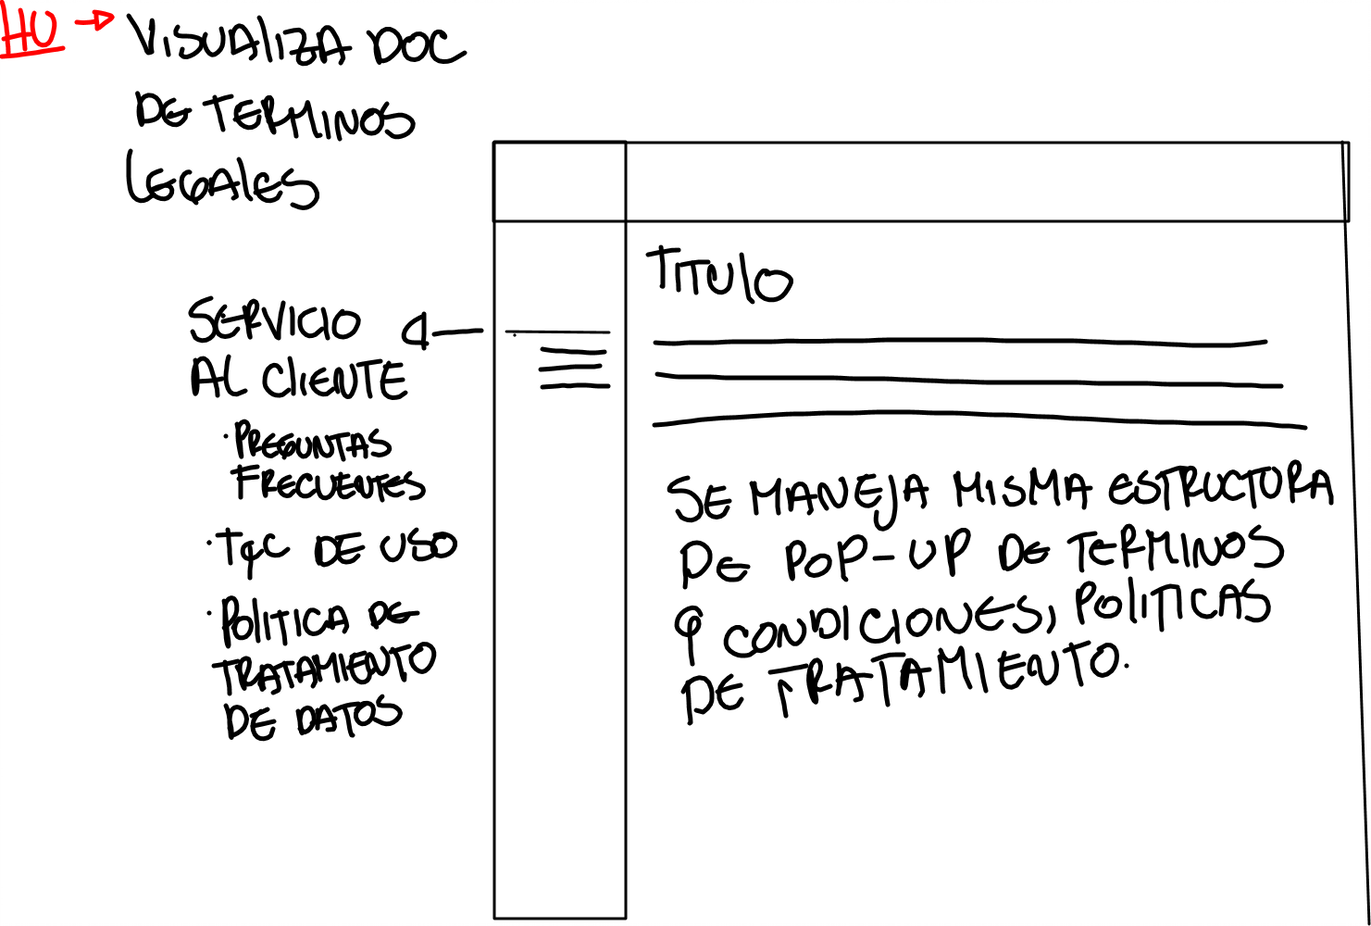 HU → VISUALIZA DOC
DE TERMINOS
LEGALES
SERVICIO
AL CLIENTE
· PREGUNTAS
FRECUENTES
· TyC DE USO
· POLITICA DE
TRATAMIENTO
DE DATOS
TITULO
SE MANEJA MISMA ESTRUCTURA
DE POP-UP DE TERMINOS
Y CONDICIONES, POLITICAS
DE TRATAMIENTO.